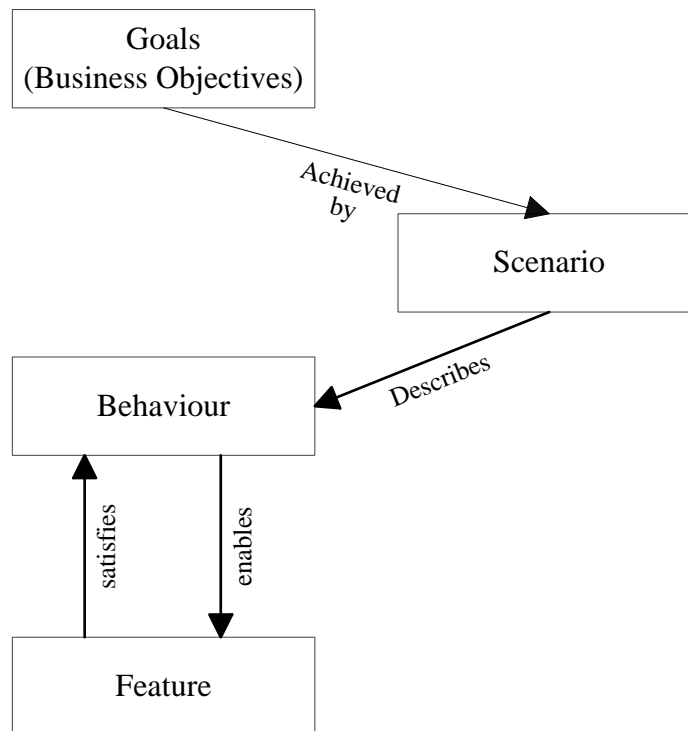 Goals
(Business Objectives)
Achieved
by
Scenario
Describes
Behaviour
satisfies
enables
Feature